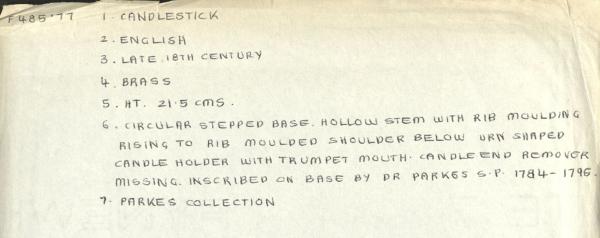 F485'77 1. CANDLESTICK
2. ENGLISH
3. LATE 18TH CENTURY
4. BRASS
5. HT. 21.5 CMS.
6. CIRCULAR STEPPED BASE. HOLLOW STEM WITH RIB MOULDING
RISING TO RIB MOULDED SHOULDER BELOW URN SHAPED
CANDLE HOLDER WITH TRUMPET MOUTH. CANDLE END REMOVER
MISSING. INSCRIBED ON BASE BY DR PARKES S.P. 1784-1796.
7. PARKES COLLECTION